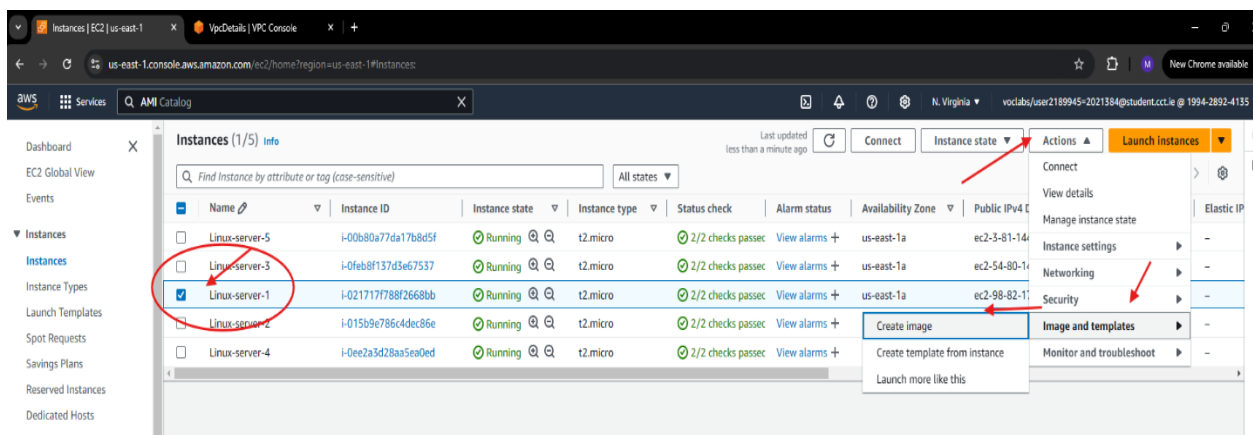 Instances | EC2 | us-east-1
VpcDetails | VPC Console
us-east-1.console.aws.amazon.com/ec2/home?region=us-east-1#Instances:
M
New Chrome available
aws
Services
AMI Catalog
N. Virginia
voclabs/user2189945=2021384@student.cct.ie @ 1994-2892-4135
Dashboard
EC2 Global View
Events
Instances
Instances
Instance Types
Launch Templates
Spot Requests
Savings Plans
Reserved Instances
Dedicated Hosts
Instances (1/5) Info
Last updated
less than a minute ago
Connect
Instance state
Actions
Launch instances
Find Instance by attribute or tag (case-sensitive)
All states
Name Instance ID Instance state Instance type Status check Alarm status Availability Zone Public IPv4 D Elastic IP
Linux-server-5 i-00b80a77da17b8d5f Running t2.micro 2/2 checks passec View alarms + us-east-1a ec2-3-81-14 –
Linux-server-3 i-0feb8f137d3e67537 Running t2.micro 2/2 checks passec View alarms + us-east-1a ec2-54-80-1 –
Linux-server-1 i-021717f788f2668bb Running t2.micro 2/2 checks passec View alarms + us-east-1a ec2-98-82-1 –
Linux-server-2 i-015b9e786c4dec86e Running t2.micro 2/2 checks passec View alarms + –
Linux-server-4 i-0ee2a3d28aa5ea0ed Running t2.micro 2/2 checks passec View alarms + –
Connect
View details
Manage instance state
Instance settings
Networking
Security
Image and templates
Monitor and troubleshoot
Create image
Create template from instance
Launch more like this